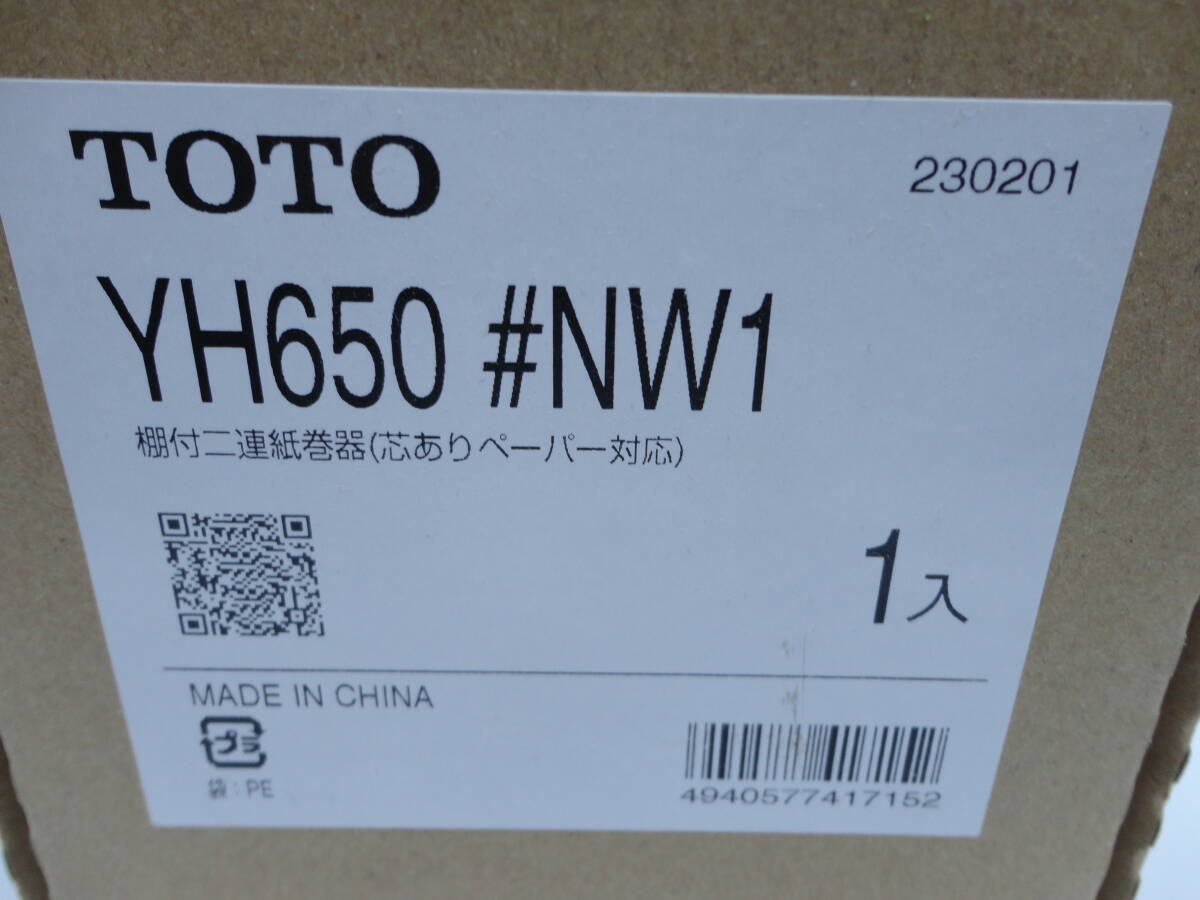 TOTO
230201
YH650 #NW1
棚付二連紙巻器(芯ありペーパー対応)
1入
MADE IN CHINA
プラ
袋：PE
4940577417152